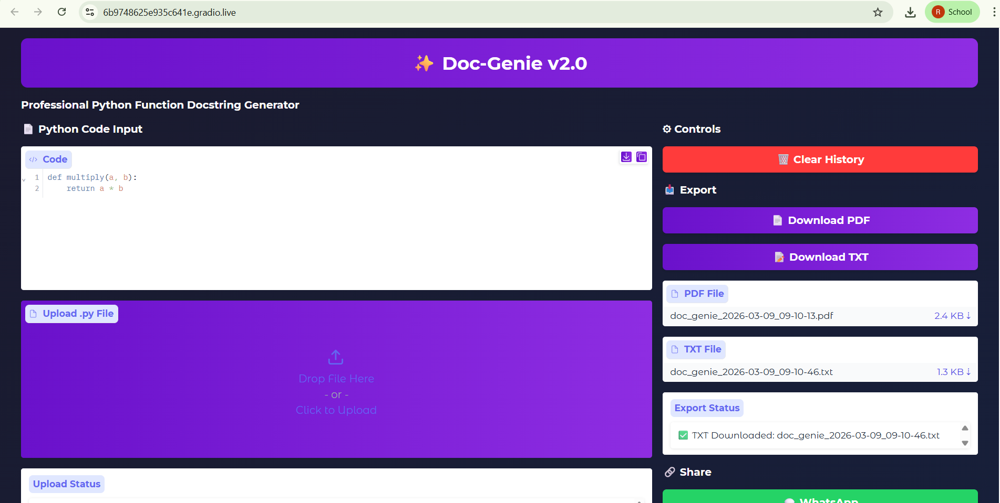 6b9748625e935c641e.gradio.live
R School
✨ Doc-Genie v2.0
Professional Python Function Docstring Generator
Python Code Input
Code
1 def multiply(a, b):
2 return a * b
Upload .py File
Drop File Here
- or -
Click to Upload
Upload Status
Controls
Clear History
Export
Download PDF
Download TXT
PDF File
doc_genie_2026-03-09_09-10-13.pdf 2.4 KB ⇣
TXT File
doc_genie_2026-03-09_09-10-46.txt 1.3 KB ⇣
Export Status
✅ TXT Downloaded: doc_genie_2026-03-09_09-10-46.txt
Share
WhatsApp